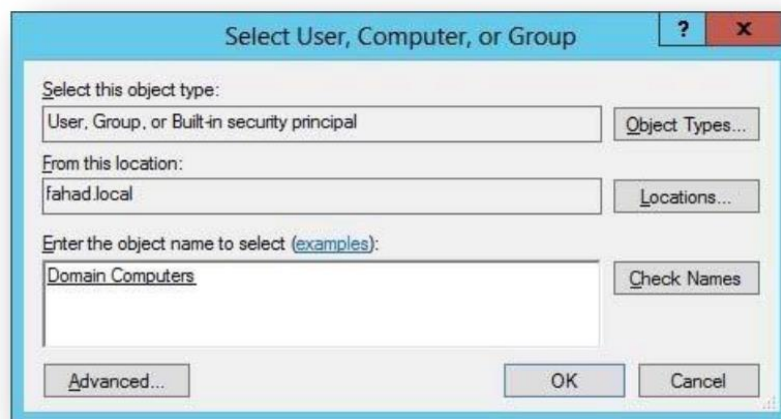 Select User, Computer, or Group
?
x
Select this object type:
User, Group, or Built-in security principal
Object Types...
From this location:
fahad.local
Locations...
Enter the object name to select (examples):
Domain Computers
Check Names
Advanced...
OK
Cancel